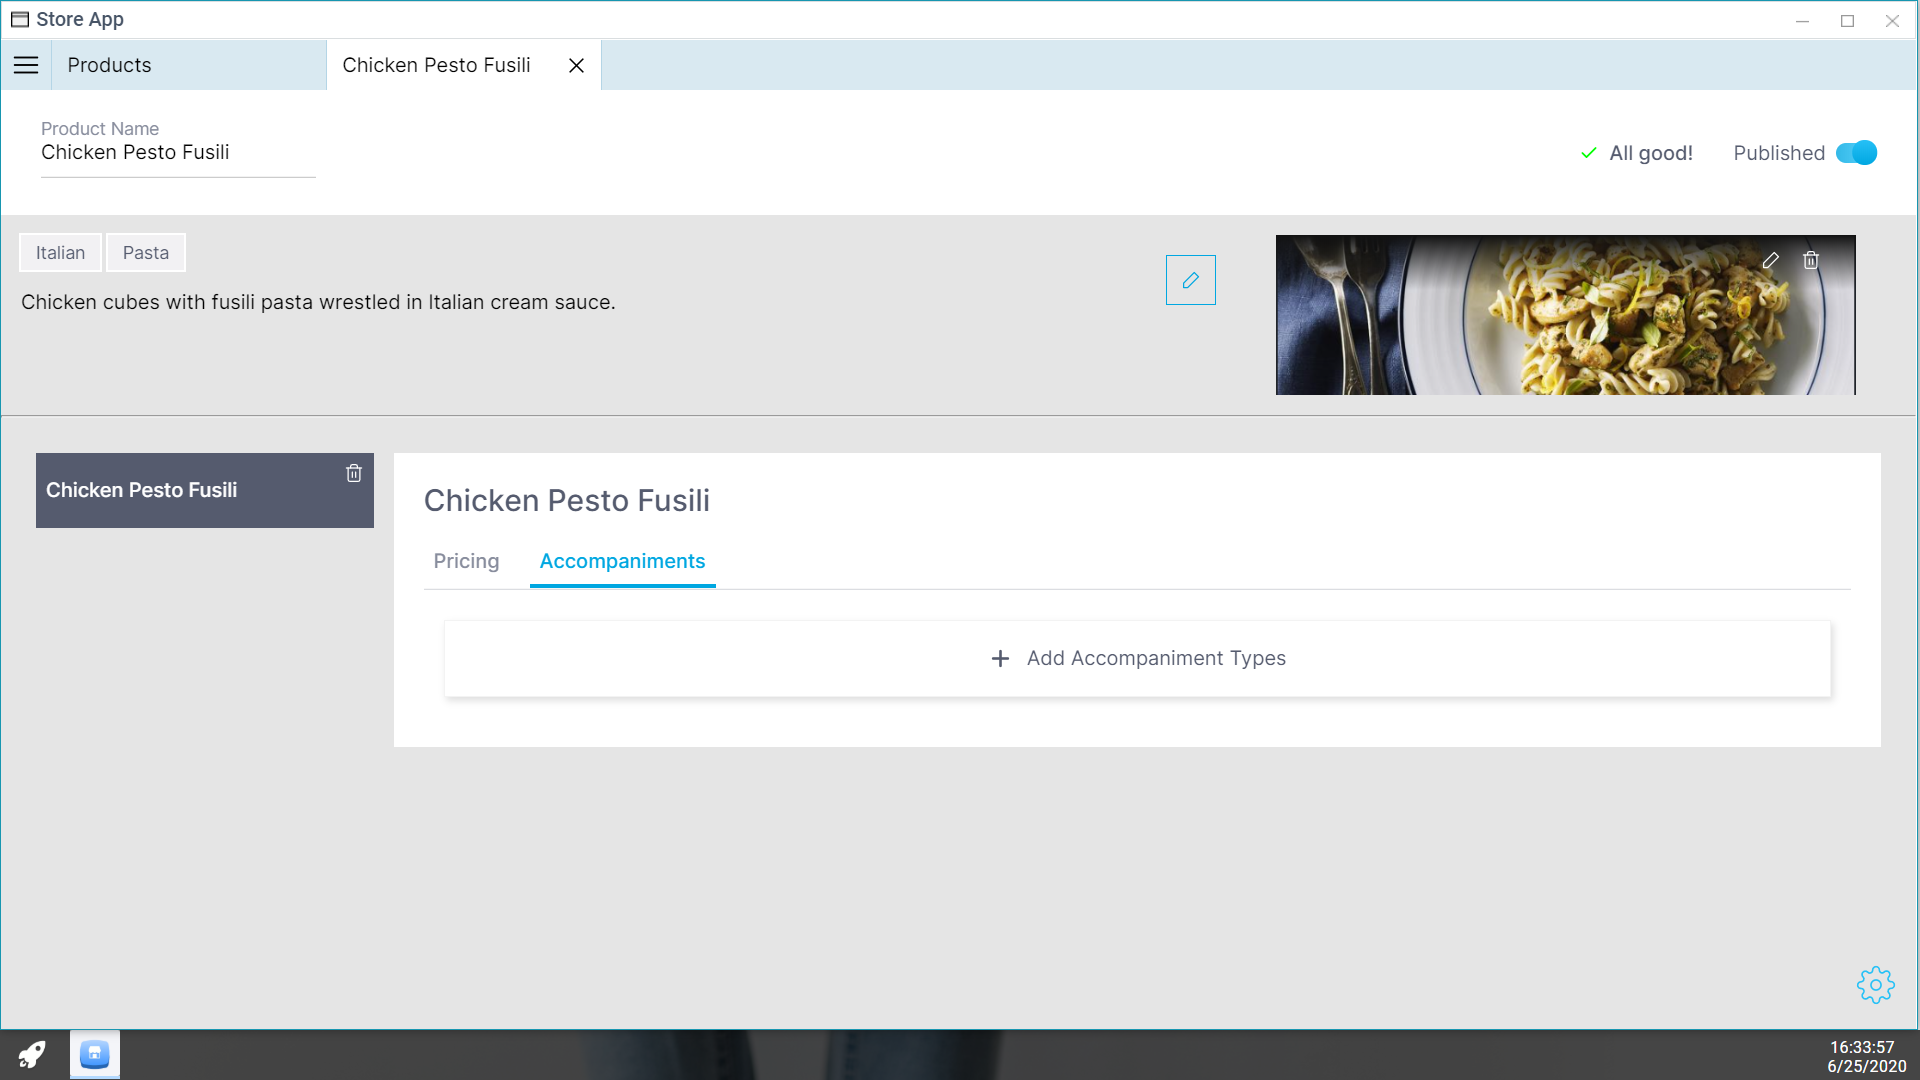 Store App
Products
Chicken Pesto Fusili
Product Name
Chicken Pesto Fusili
All good!
Published
Italian
Pasta
Chicken cubes with fusili pasta wrestled in Italian cream sauce.
Chicken Pesto Fusili
Chicken Pesto Fusili
Pricing
Accompaniments
Add Accompaniment Types
16:33:57
6/25/2020